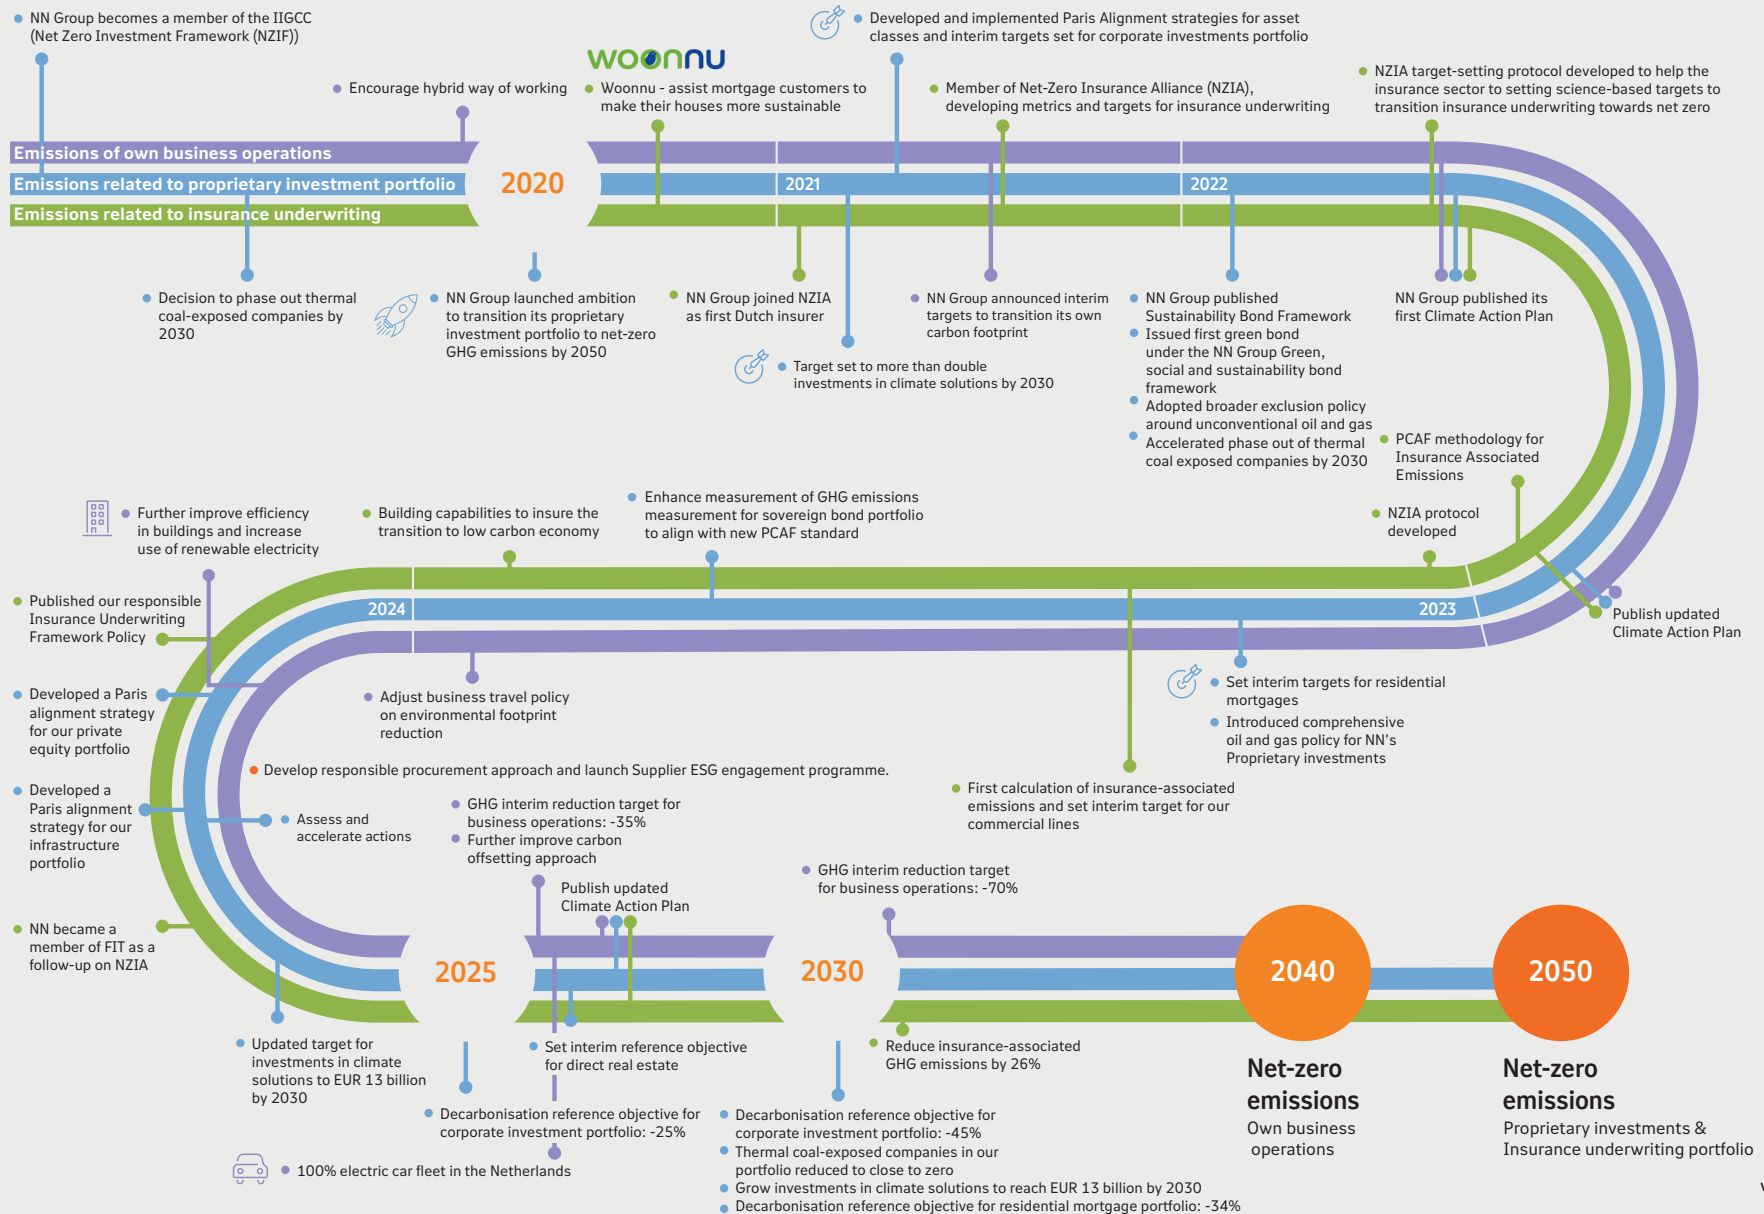 NN Group becomes a member of the IIGCC
(Net Zero Investment Framework (NZIF))
Encourage hybrid way of working
woonnu
Woonnu - assist mortgage customers to
make their houses more sustainable
Developed and implemented Paris Alignment strategies for asset
classes and interim targets set for corporate investments portfolio
Member of Net-Zero Insurance Alliance (NZIA),
developing metrics and targets for insurance underwriting
NZIA target-setting protocol developed to help the
insurance sector to setting science-based targets to
transition insurance underwriting towards net zero
Emissions of own business operations
Emissions related to proprietary investment portfolio
Emissions related to insurance underwriting
2020
2021
2022
Decision to phase out thermal
coal-exposed companies by
2030
NN Group launched ambition
to transition its proprietary
investment portfolio to net-zero
GHG emissions by 2050
NN Group joined NZIA
as first Dutch insurer
Target set to more than double
investments in climate solutions by 2030
NN Group announced interim
targets to transition its own
carbon footprint
NN Group published
Sustainability Bond Framework
Issued first green bond
under the NN Group Green,
social and sustainability bond
framework
Adopted broader exclusion policy
around unconventional oil and gas
Accelerated phase out of thermal
coal exposed companies by 2030
NN Group published its
first Climate Action Plan
PCAF methodology for
Insurance Associated
Emissions
NZIA protocol
developed
Publish updated
Climate Action Plan
Enhance measurement of GHG emissions
measurement for sovereign bond portfolio
to align with new PCAF standard
Building capabilities to insure the
transition to low carbon economy
Further improve efficiency
in buildings and increase
use of renewable electricity
2024
2023
Published our responsible
Insurance Underwriting
Framework Policy
Developed a Paris
alignment strategy
for our private
equity portfolio
Developed a
Paris alignment
strategy for our
infrastructure
portfolio
NN became a
member of FIT as a
follow-up on NZIA
Adjust business travel policy
on environmental footprint
reduction
Set interim targets for residential
mortgages
Introduced comprehensive
oil and gas policy for NN's
Proprietary investments
First calculation of insurance-associated
emissions and set interim target for our
commercial lines
Develop responsible procurement approach and launch Supplier ESG engagement programme.
Assess and
accelerate actions
GHG interim reduction target for
business operations: -35%
Further improve carbon
offsetting approach
Publish updated
Climate Action Plan
GHG interim reduction target
for business operations: -70%
2025
2030
2040
2050
Updated target for
investments in climate
solutions to EUR 13 billion
by 2030
Set interim reference objective
for direct real estate
Decarbonisation reference objective for
corporate investment portfolio: -25%
100% electric car fleet in the Netherlands
Reduce insurance-associated
GHG emissions by 26%
Decarbonisation reference objective for
corporate investment portfolio: -45%
Thermal coal-exposed companies in our
portfolio reduced to close to zero
Grow investments in climate solutions to reach EUR 13 billion by 2030
Decarbonisation reference objective for residential mortgage portfolio: -34%
Net-zero
emissions
Own business
operations
Net-zero
emissions
Proprietary investments &
Insurance underwriting portfolio